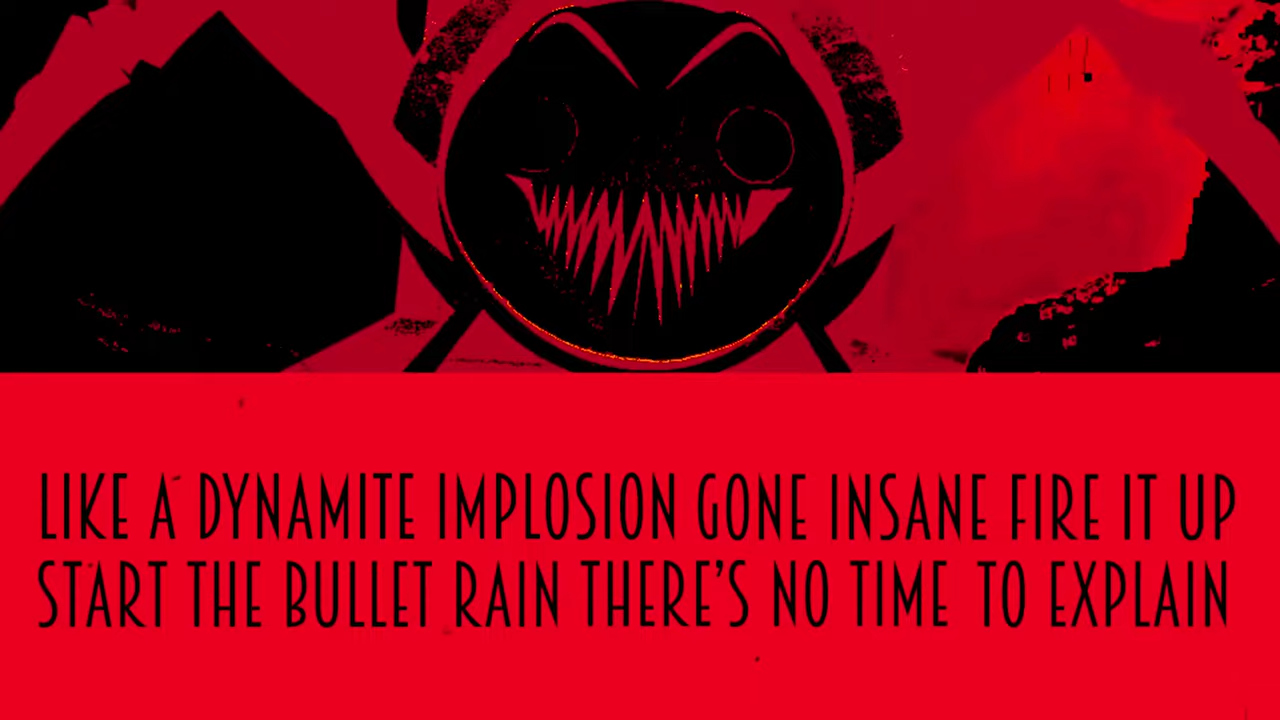 LIKE A DYNAMITE IMPLOSION GONE INSANE FIRE IT UP
START THE BULLET RAIN THERE'S NO TIME TO EXPLAIN